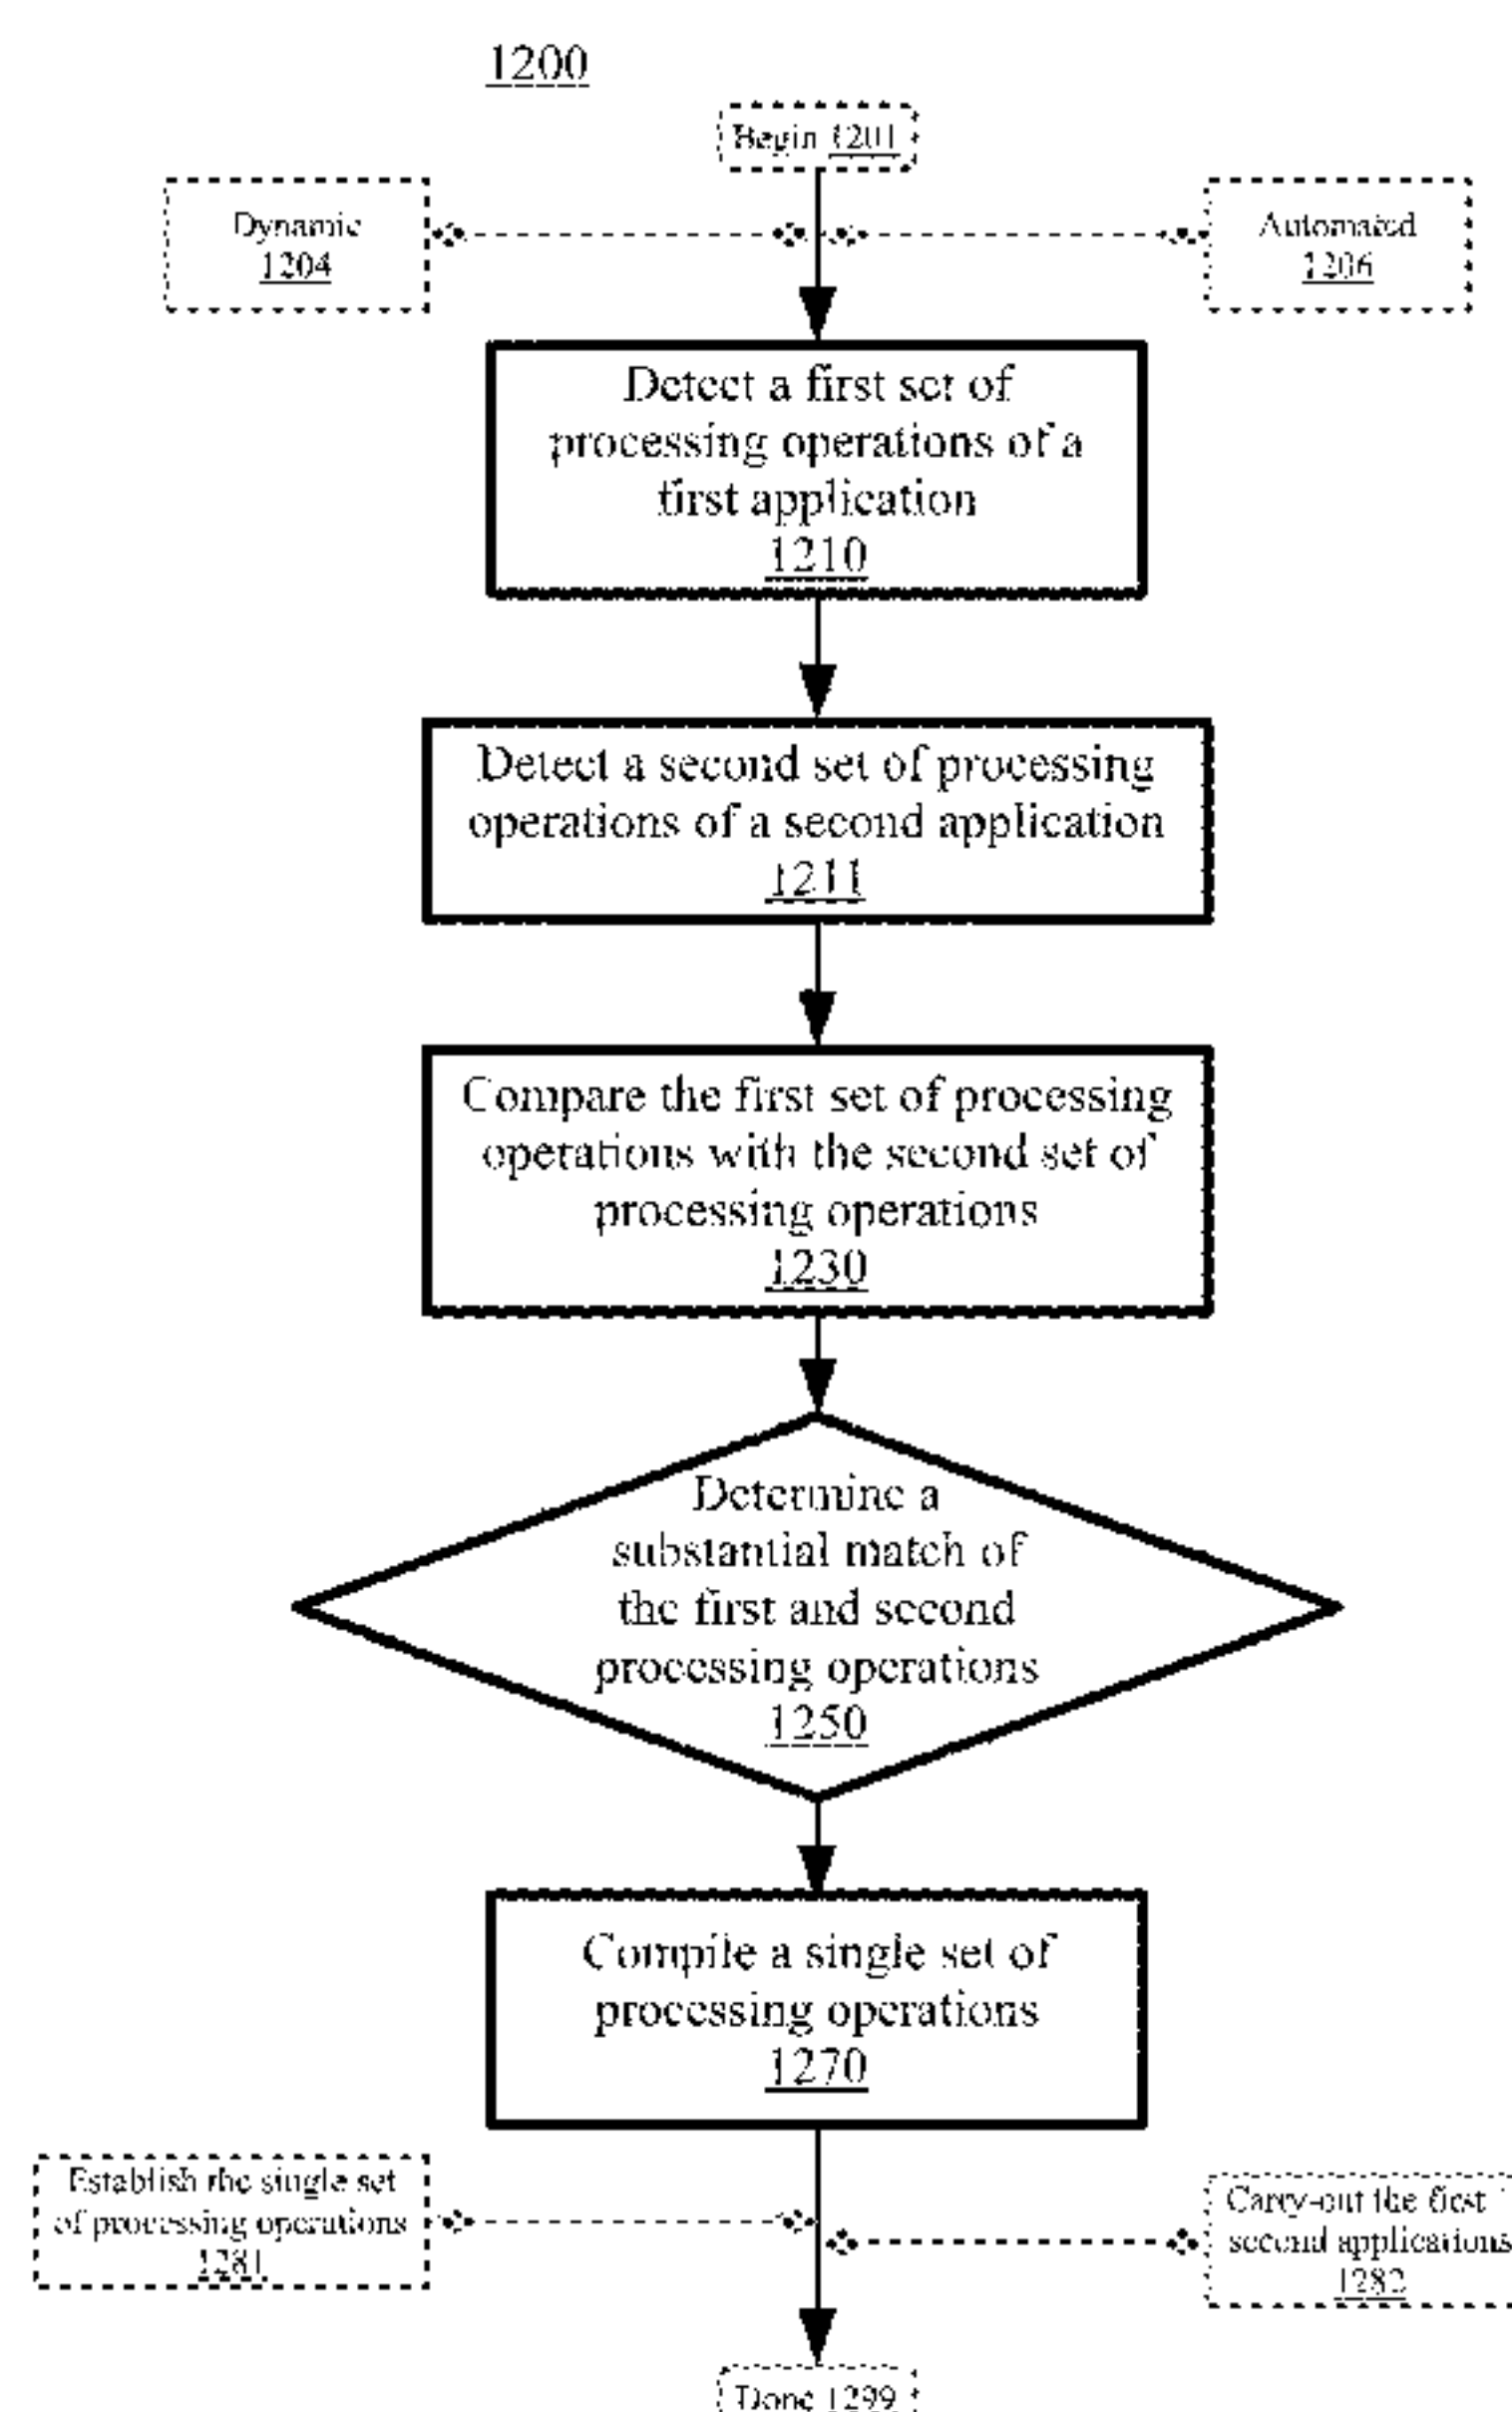 1200
Begin 1201
Dynamic
1204
Automated
1206
Detect a first set of
processing operations of a
first application
1210
Detect a second set of processing
operations of a second application
1211
Compare the first set of processing
operations with the second set of
processing operations
1230
Determine a
substantial match of
the first and second
processing operations
1250
Compile a single set of
processing operations
1270
Establish the single set
of processing operations
1281
Carry-out the first
second applications
1282
Done 1299